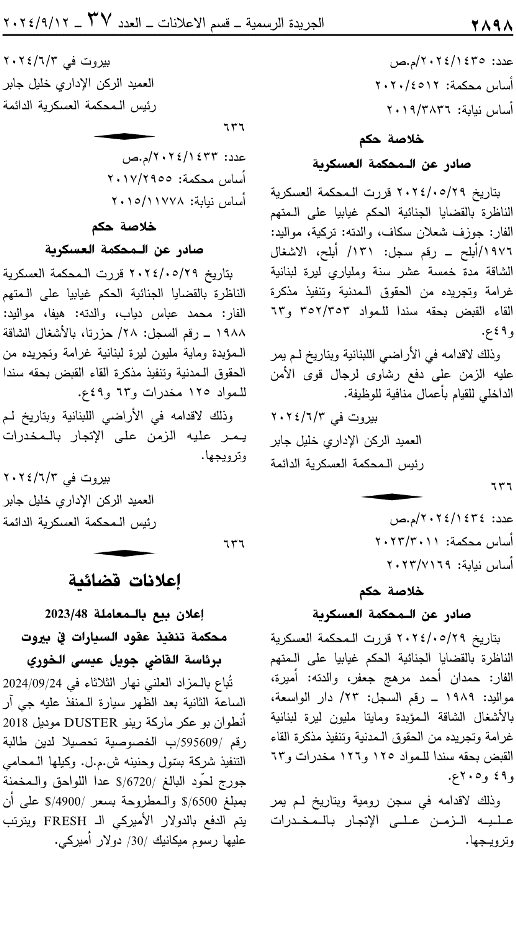 ٢٨٩٨
الجريدة الرسمية ـ قسم الاعلانات ـ العدد ٣٧ ـ ٢٠٢٤/٩/١٢
عدد: ٢٠٢٤/١٤٣٥/م.ص
أساس محكمة: ٢٠٢٠/٤٥١٢
أساس نيابة: ٢٠١٩/٣٨٣٦
خلاصة حكم
صادر عن المحكمة العسكرية
بتاريخ ٢٠٢٤/٠٥/٢٩ قررت المحكمة العسكرية
الناظرة بالقضايا الجنائية الحكم غيابيا على المتهم
الفار: جوزف شعلان سكاف، والدته: تركية، مواليد:
١٩٧٦/أبلح ـ رقم سجل: ١٣١/ أبلح، الاشغال
الشاقة مدة خمسة عشر سنة ومليارى ليرة لبنانية
غرامة وتجريده من الحقوق المدنية وتنفيذ مذكرة
القاء القبض بحقه سندا للمواد ٣٥٢/٣٥٣ و٦٣
و٤٩ع.
وذلك لاقدامه في الأراضي اللبنانية وبتاريخ لم يمر
عليه الزمن على دفع رشاوى لرجال قوى الأمن
الداخلي للقيام بأعمال منافية للوظيفة.
بيروت في ٢٠٢٤/٦/٣
العميد الركن الإداري خليل جابر
رئيس المحكمة العسكرية الدائمة
٦٣٦
عدد: ٢٠٢٤/١٤٣٤/م.ص
أساس محكمة: ٢٠٢٣/٣٠١١
أساس نيابة: ٢٠٢٣/٧١٦٩
خلاصة حكم
صادر عن المحكمة العسكرية
بتاريخ ٢٠٢٤/٠٥/٢٩ قررت المحكمة العسكرية
الناظرة بالقضايا الجنائية الحكم غيابيا على المتهم
الفار: حمدان أحمد مرهج جعفر، والدته: أميرة،
مواليد: ١٩٨٩ ـ رقم السجل: ٢٣/ دار الواسعة،
بالأشغال الشاقة المؤبدة ومايتا مليون ليرة لبنانية
غرامة وتجريده من الحقوق المدنية وتنفيذ مذكرة القاء
القبض بحقه سندا للمواد ١٢٥ و١٢٦ مخدرات و٦٣
و٤٩ و٢٠٥ع.
وذلك لاقدامه في سجن رومية وبتاريخ لم يمر
عليه الزمن على الإتجار بالمخدرات
وترويجها.
بيروت في ٢٠٢٤/٦/٣
العميد الركن الإداري خليل جابر
رئيس المحكمة العسكرية الدائمة
٦٣٦
عدد: ٢٠٢٤/١٤٣٣/م.ص
أساس محكمة: ٢٠١٧/٢٩٥٥
أساس نيابة: ٢٠١٥/١١٧٧٨
خلاصة حكم
صادر عن المحكمة العسكرية
بتاريخ ٢٠٢٤/٠٥/٢٩ قررت المحكمة العسكرية
الناظرة بالقضايا الجنائية الحكم غيابيا على المتهم
الفار: محمد عباس دياب، والدته: هيفاء، مواليد:
١٩٨٨ ـ رقم السجل: ٢٨/ حزرتا، بالأشغال الشاقة
المؤبدة وماية مليون ليرة لبنانية غرامة وتجريده من
الحقوق المدنية وتنفيذ مذكرة القاء القبض بحقه سندا
للمواد ١٢٥ مخدرات و٦٣ و٤٩ع.
وذلك لاقدامه في الأراضي اللبنانية وبتاريخ لم
يمر عليه الزمن على الإتجار بالمخدرات
وترويجها.
بيروت في ٢٠٢٤/٦/٣
العميد الركن الإداري خليل جابر
رئيس المحكمة العسكرية الدائمة
٦٣٦
إعلانات قضائية
إعلان بيع بالمعاملة 2023/48
محكمة تنفيذ عقود السيارات في بيروت
برئاسة القاضي جويل عيسى الخوري
تُباع بالمزاد العلني نهار الثلاثاء في 2024/09/24
الساعة الثانية بعد الظهر سيارة المنفذ عليه جي آر
أنطوان بو عكر ماركة رينو DUSTER موديل 2018
رقم /595609/ب الخصوصية تحصيلا لدين طالبة
التنفيذ شركة بستول وحنينه ش.م.ل. وكيلها المحامي
جورج لحّود البالغ /6720/$ عدا اللواحق والمخمنة
بمبلغ /6500/$ والمطروحة بسعر /4900/$ على أن
يتم الدفع بالدولار الأميركي الـ FRESH ويترتب
عليها رسوم ميكانيك /30/ دولار أميركي.